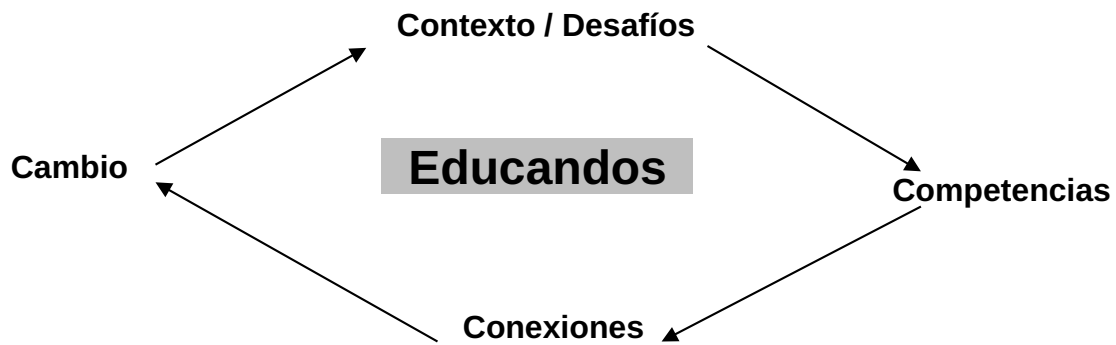 Contexto / Desafíos
Cambio
Educandos
Competencias
Conexiones